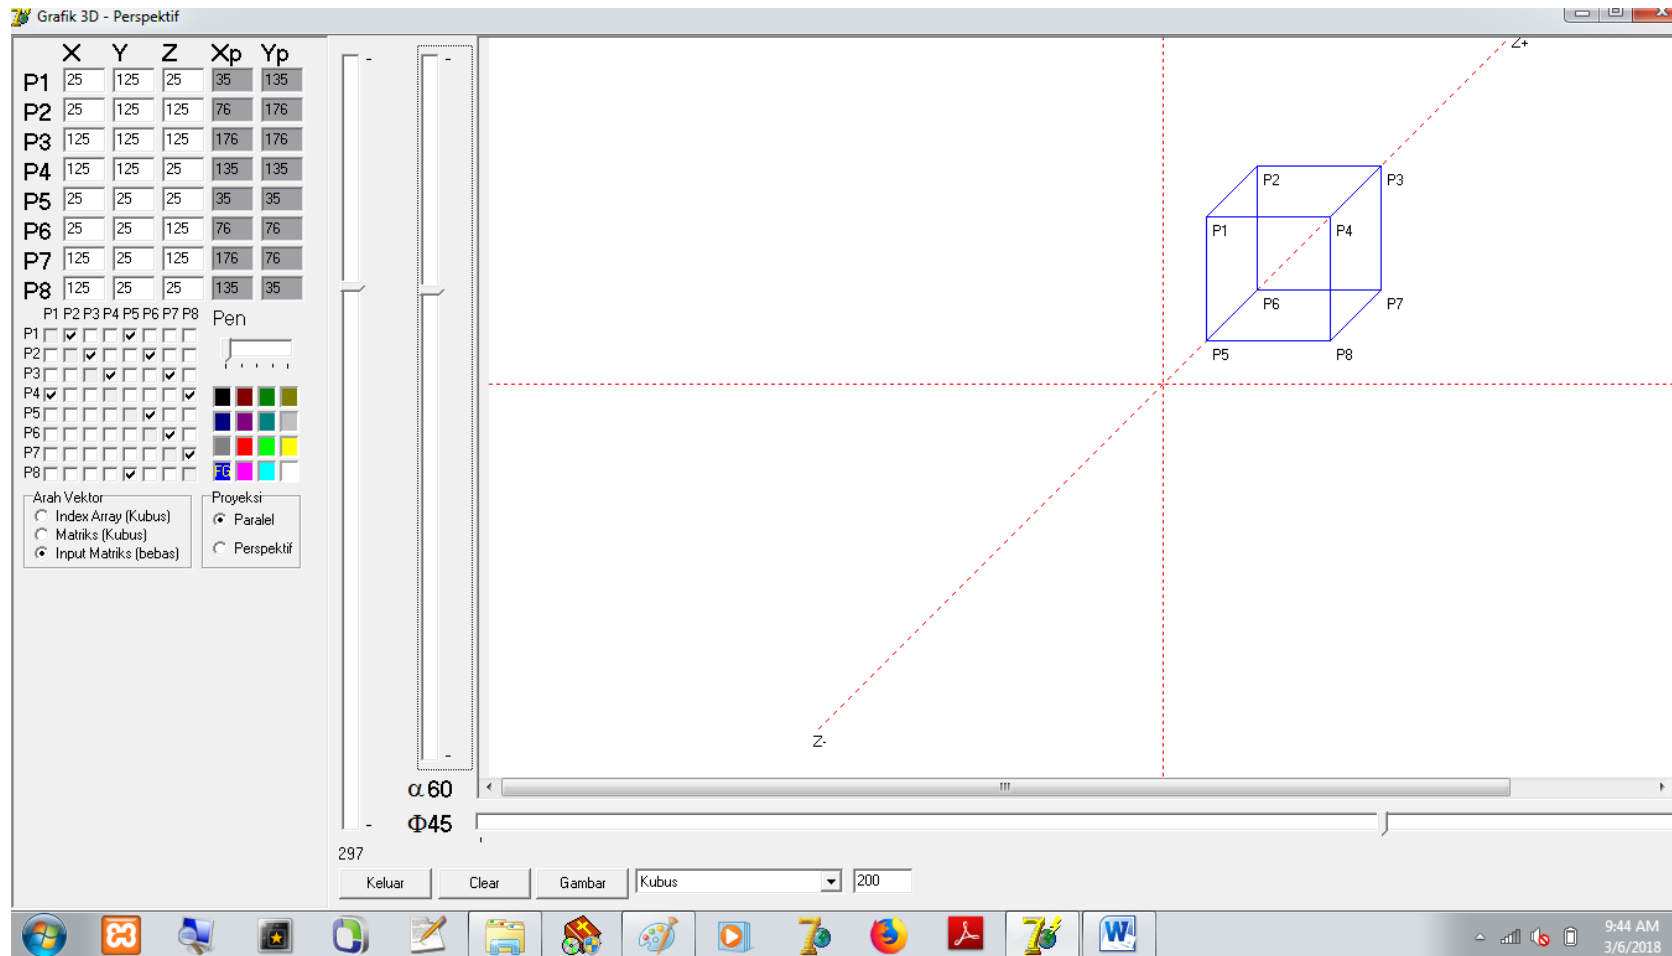 Grafik 3D - Perspektif
X Y Z Xp Yp
P1 25 125 25 35 135
P2 25 125 125 76 176
P3 125 125 125 176 176
P4 125 125 25 135 135
P5 25 25 25 35 35
P6 25 25 125 76 76
P7 125 25 125 176 76
P8 125 25 25 135 35
P1 P2 P3 P4 P5 P6 P7 P8
Pen
P1
P2
P3
P4
P5
P6
P7
P8
FG
Arah Vektor
Index Array (Kubus)
Matriks (Kubus)
Input Matriks (bebas)
Proyeksi
Paralel
Perspektif
Z+
P2 P3
P1 P4
P6 P7
P5 P8
Z-
α 60
Φ45
297
Keluar Clear Gambar Kubus 200
9:44 AM
3/6/2018